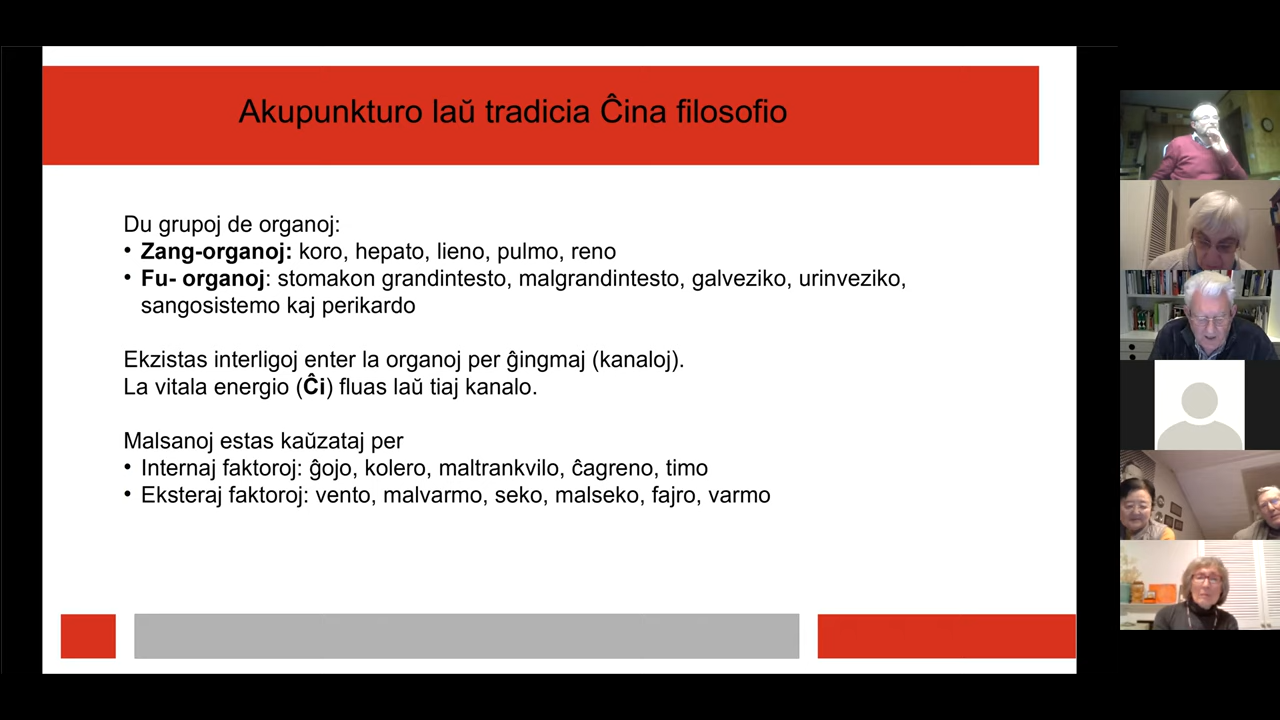 Akupunkturo laŭ tradicia Ĉina filosofio
Du grupoj de organoj:
• Zang-organoj: koro, hepato, lieno, pulmo, reno
• Fu- organoj: stomakon grandintesto, malgrandintesto, galveziko, urinveziko,
sangosistemo kaj perikardo
Ekzistas interligoj enter la organoj per ĝingmaj (kanaloj).
La vitala energio (Ĉi) fluas laŭ tiaj kanalo.
Malsanoj estas kaŭzataj per
• Internaj faktoroj: ĝojo, kolero, maltrankvilo, ĉagreno, timo
• Eksteraj faktoroj: vento, malvarmo, seko, malseko, fajro, varmo